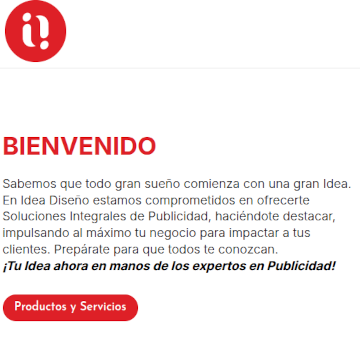 BIENVENIDO
Sabemos que todo gran sueño comienza con una gran Idea.
En Idea Diseño estamos comprometidos en ofrecerte
Soluciones Integrales de Publicidad, haciéndote destacar,
impulsando al máximo tu negocio para impactar a tus
clientes. Prepárate para que todos te conozcan.
¡Tu Idea ahora en manos de los expertos en Publicidad!
Productos y Servicios